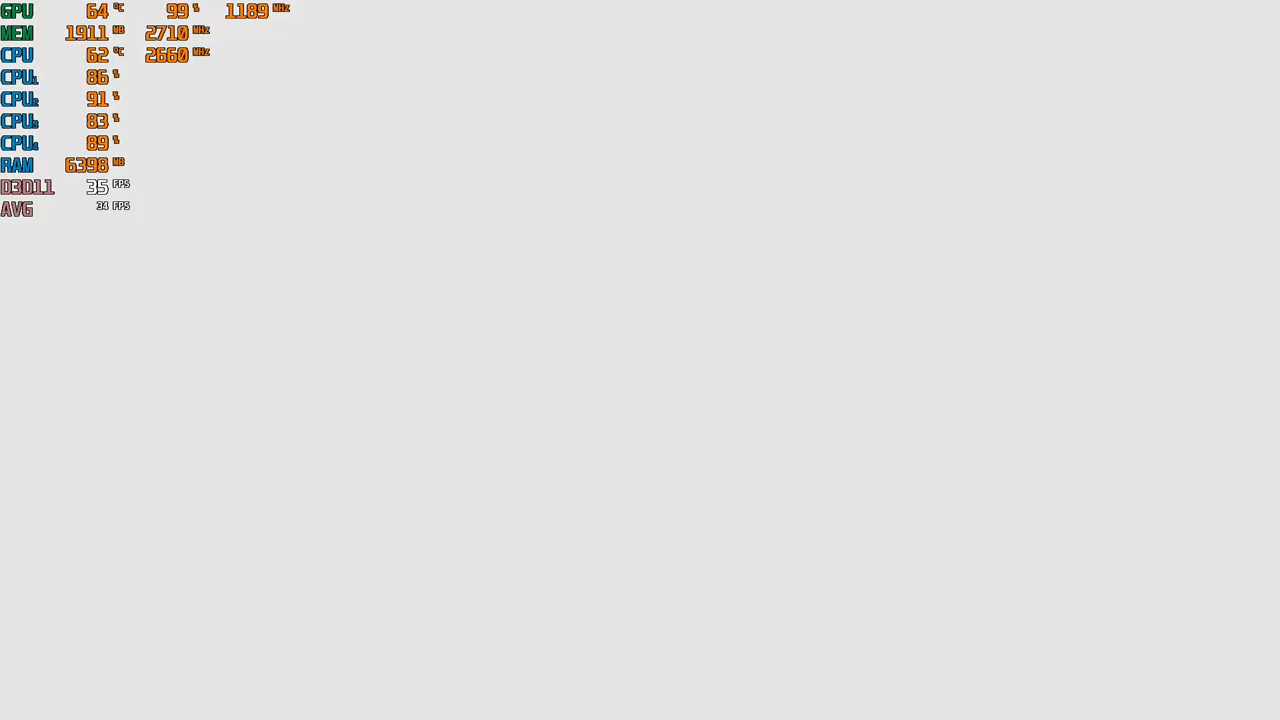 GPU 64 °C 99 % 1189 MHz
MEM 1911 MB 2710 MHz
CPU 62 °C 2660 MHz
CPU1 86 %
CPU2 91 %
CPU3 83 %
CPU4 89 %
RAM 6398 MB
D3D11 35 FPS
AVG 34 FPS